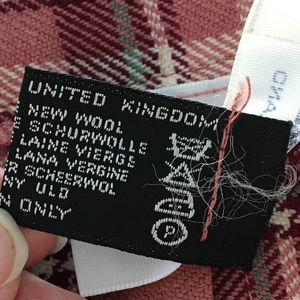 UNITED KINGDOM
NEW WOOL
E SCHURWOLLE
LAINE VIERGE
LANA VERGINE
R SCHEERWOL
NY ULD
N ONLY
P